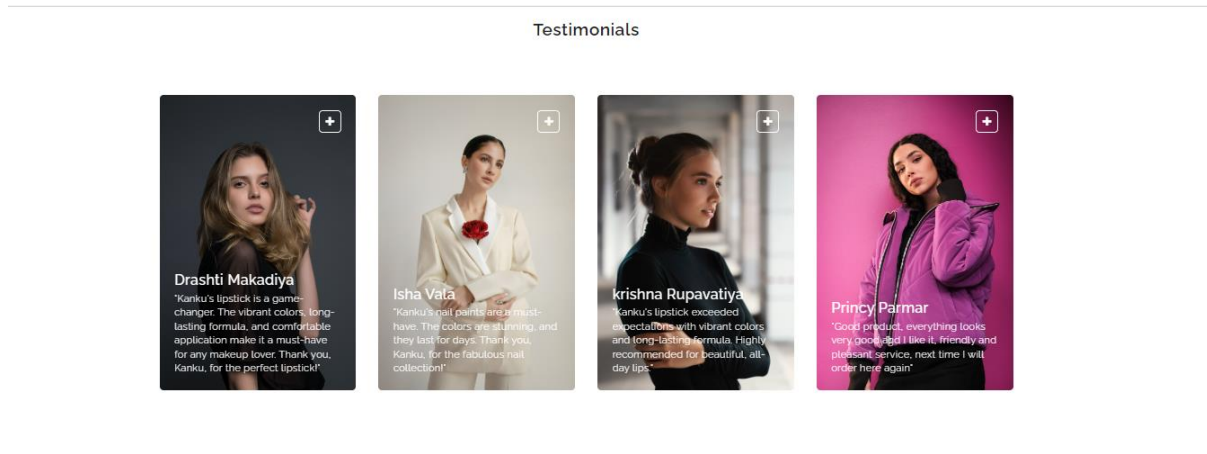 Testimonials
Drashti Makadiya
"Kanku's lipstick is a game-
changer. The vibrant colors, long-
lasting formula, and comfortable
application make it a must-have
for any makeup lover. Thank you,
Kanku, for the perfect lipstick!"
Isha Vala
"Kanku's nail paints are a must-
have. The colors are stunning, and
they last for days. Thank you,
Kanku, for the fabulous nail
collection!"
krishna Rupavatiya
"Kanku's lipstick exceeded
expectations with vibrant colors
and long-lasting formula. Highly
recommended for beautiful, all-
day lips."
Princy Parmar
"Good product, everything looks
very good and I like it, friendly and
pleasant service, next time I will
order here again"